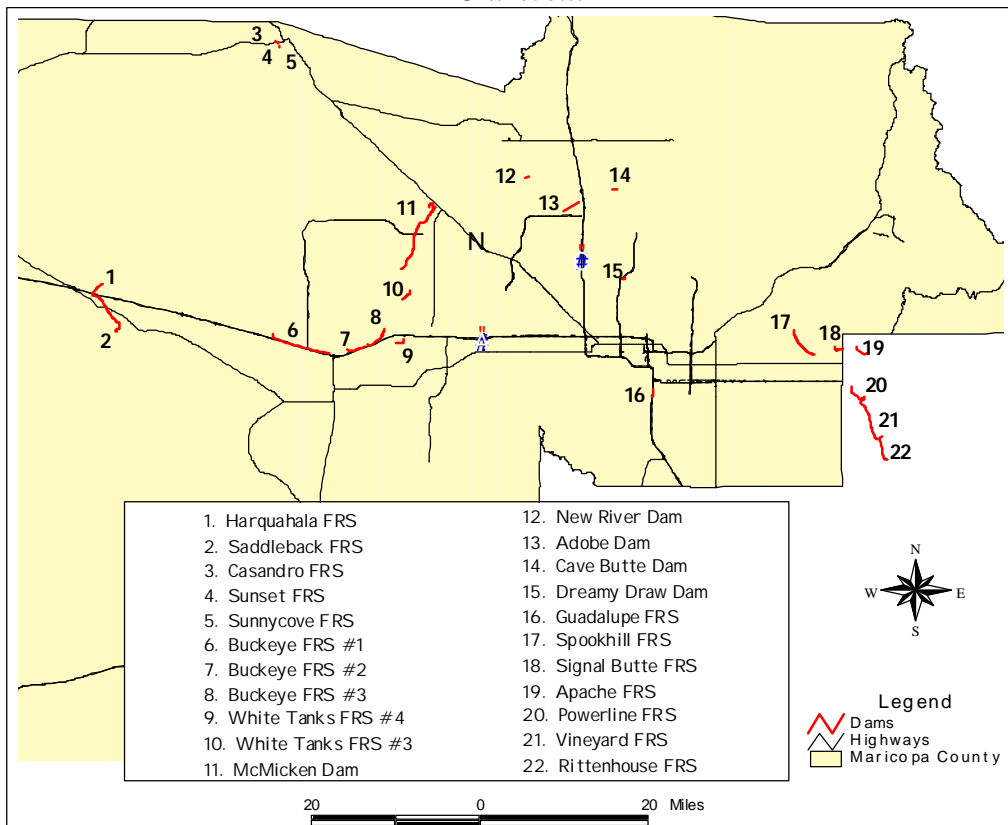 3
4
5
12
14
13
11
N
15
10
1
2
6
7
8
9
17
18
19
16
20
21
22
1. Harquahala FRS
2. Saddleback FRS
3. Casandro FRS
4. Sunset FRS
5. Sunnycove FRS
6. Buckeye FRS #1
7. Buckeye FRS #2
8. Buckeye FRS #3
9. White Tanks FRS #4
10. White Tanks FRS #3
11. McMicken Dam
12. New River Dam
13. Adobe Dam
14. Cave Butte Dam
15. Dreamy Draw Dam
16. Guadalupe FRS
17. Spookhill FRS
18. Signal Butte FRS
19. Apache FRS
20. Powerline FRS
21. Vineyard FRS
22. Rittenhouse FRS
N
W
E
S
Legend
Dams
Highways
Maricopa County
20 0 20 Miles